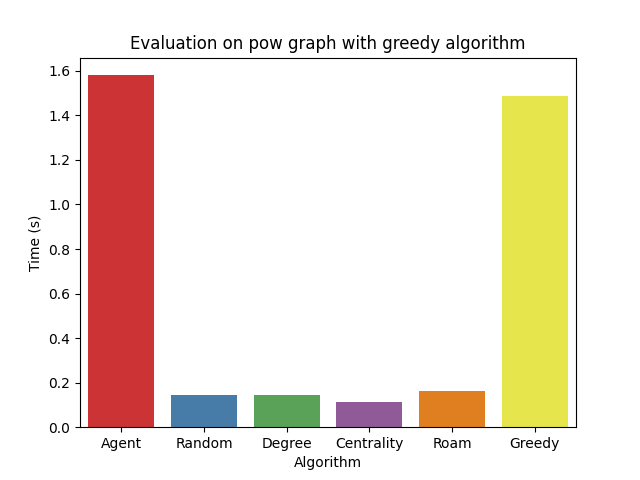 Evaluation on pow graph with greedy algorithm
1.6
1.4
1.2
1.0
0.8
0.6
0.4
0.2
0.0
Time (s)
Agent Random Degree Centrality Roam Greedy
Algorithm